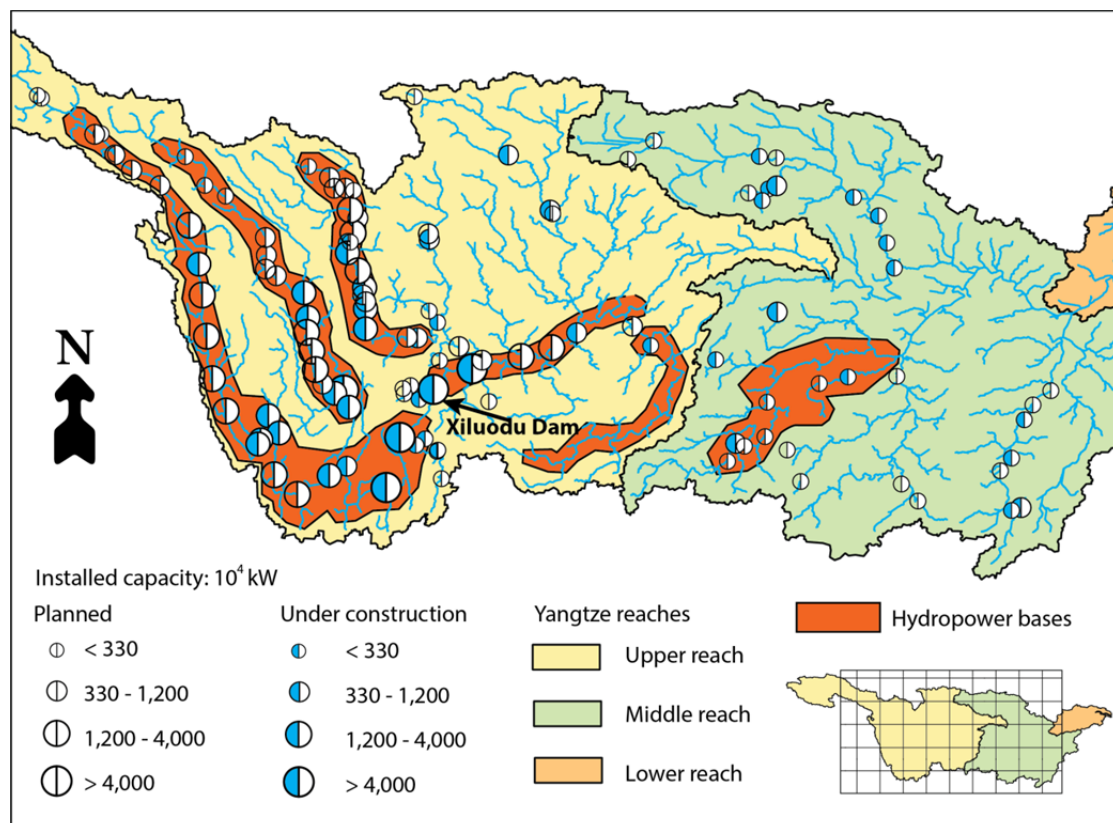 N
Xiluodu Dam
Installed capacity: 10⁴ kW
Planned
< 330
330 - 1,200
1,200 - 4,000
> 4,000
Under construction
< 330
330 - 1,200
1,200 - 4,000
> 4,000
Yangtze reaches
Upper reach
Middle reach
Lower reach
Hydropower bases